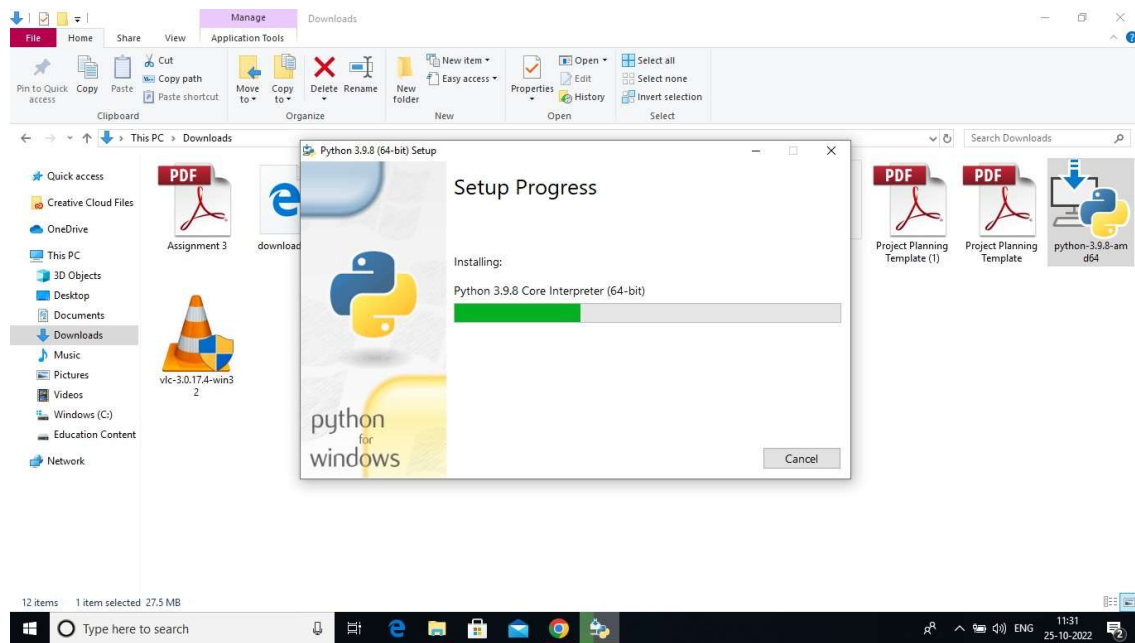 Manage
Downloads
File Home Share View Application Tools
Pin to Quick access
Copy
Paste
Cut
Copy path
Paste shortcut
Clipboard
Move to
Copy to
Delete
Rename
Organize
New folder
New item
Easy access
New
Properties
Open
Edit
History
Open
Select all
Select none
Invert selection
Select
This PC > Downloads
Search Downloads
Quick access
Creative Cloud Files
OneDrive
This PC
3D Objects
Desktop
Documents
Downloads
Music
Pictures
Videos
Windows (C:)
Education Content
Network
PDF
Assignment 3
download
vlc-3.0.17.4-win3
2
PDF
Project Planning
Template (1)
PDF
Project Planning
Template
python-3.9.8-am
d64
Python 3.9.8 (64-bit) Setup
Setup Progress
Installing:
Python 3.9.8 Core Interpreter (64-bit)
python
for
windows
Cancel
12 items 1 item selected 27.5 MB
Type here to search
ENG
11:31
25-10-2022
2